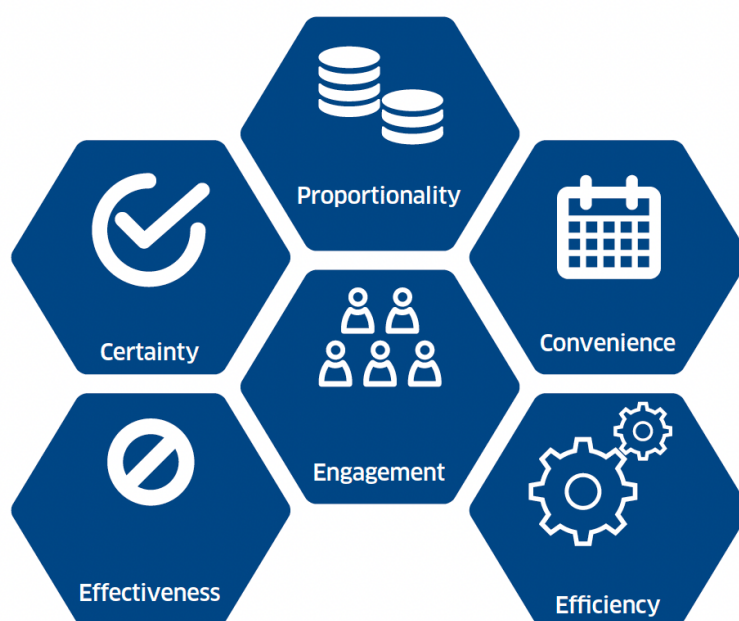 Proportionality
Certainty
Convenience
Engagement
Effectiveness
Efficiency